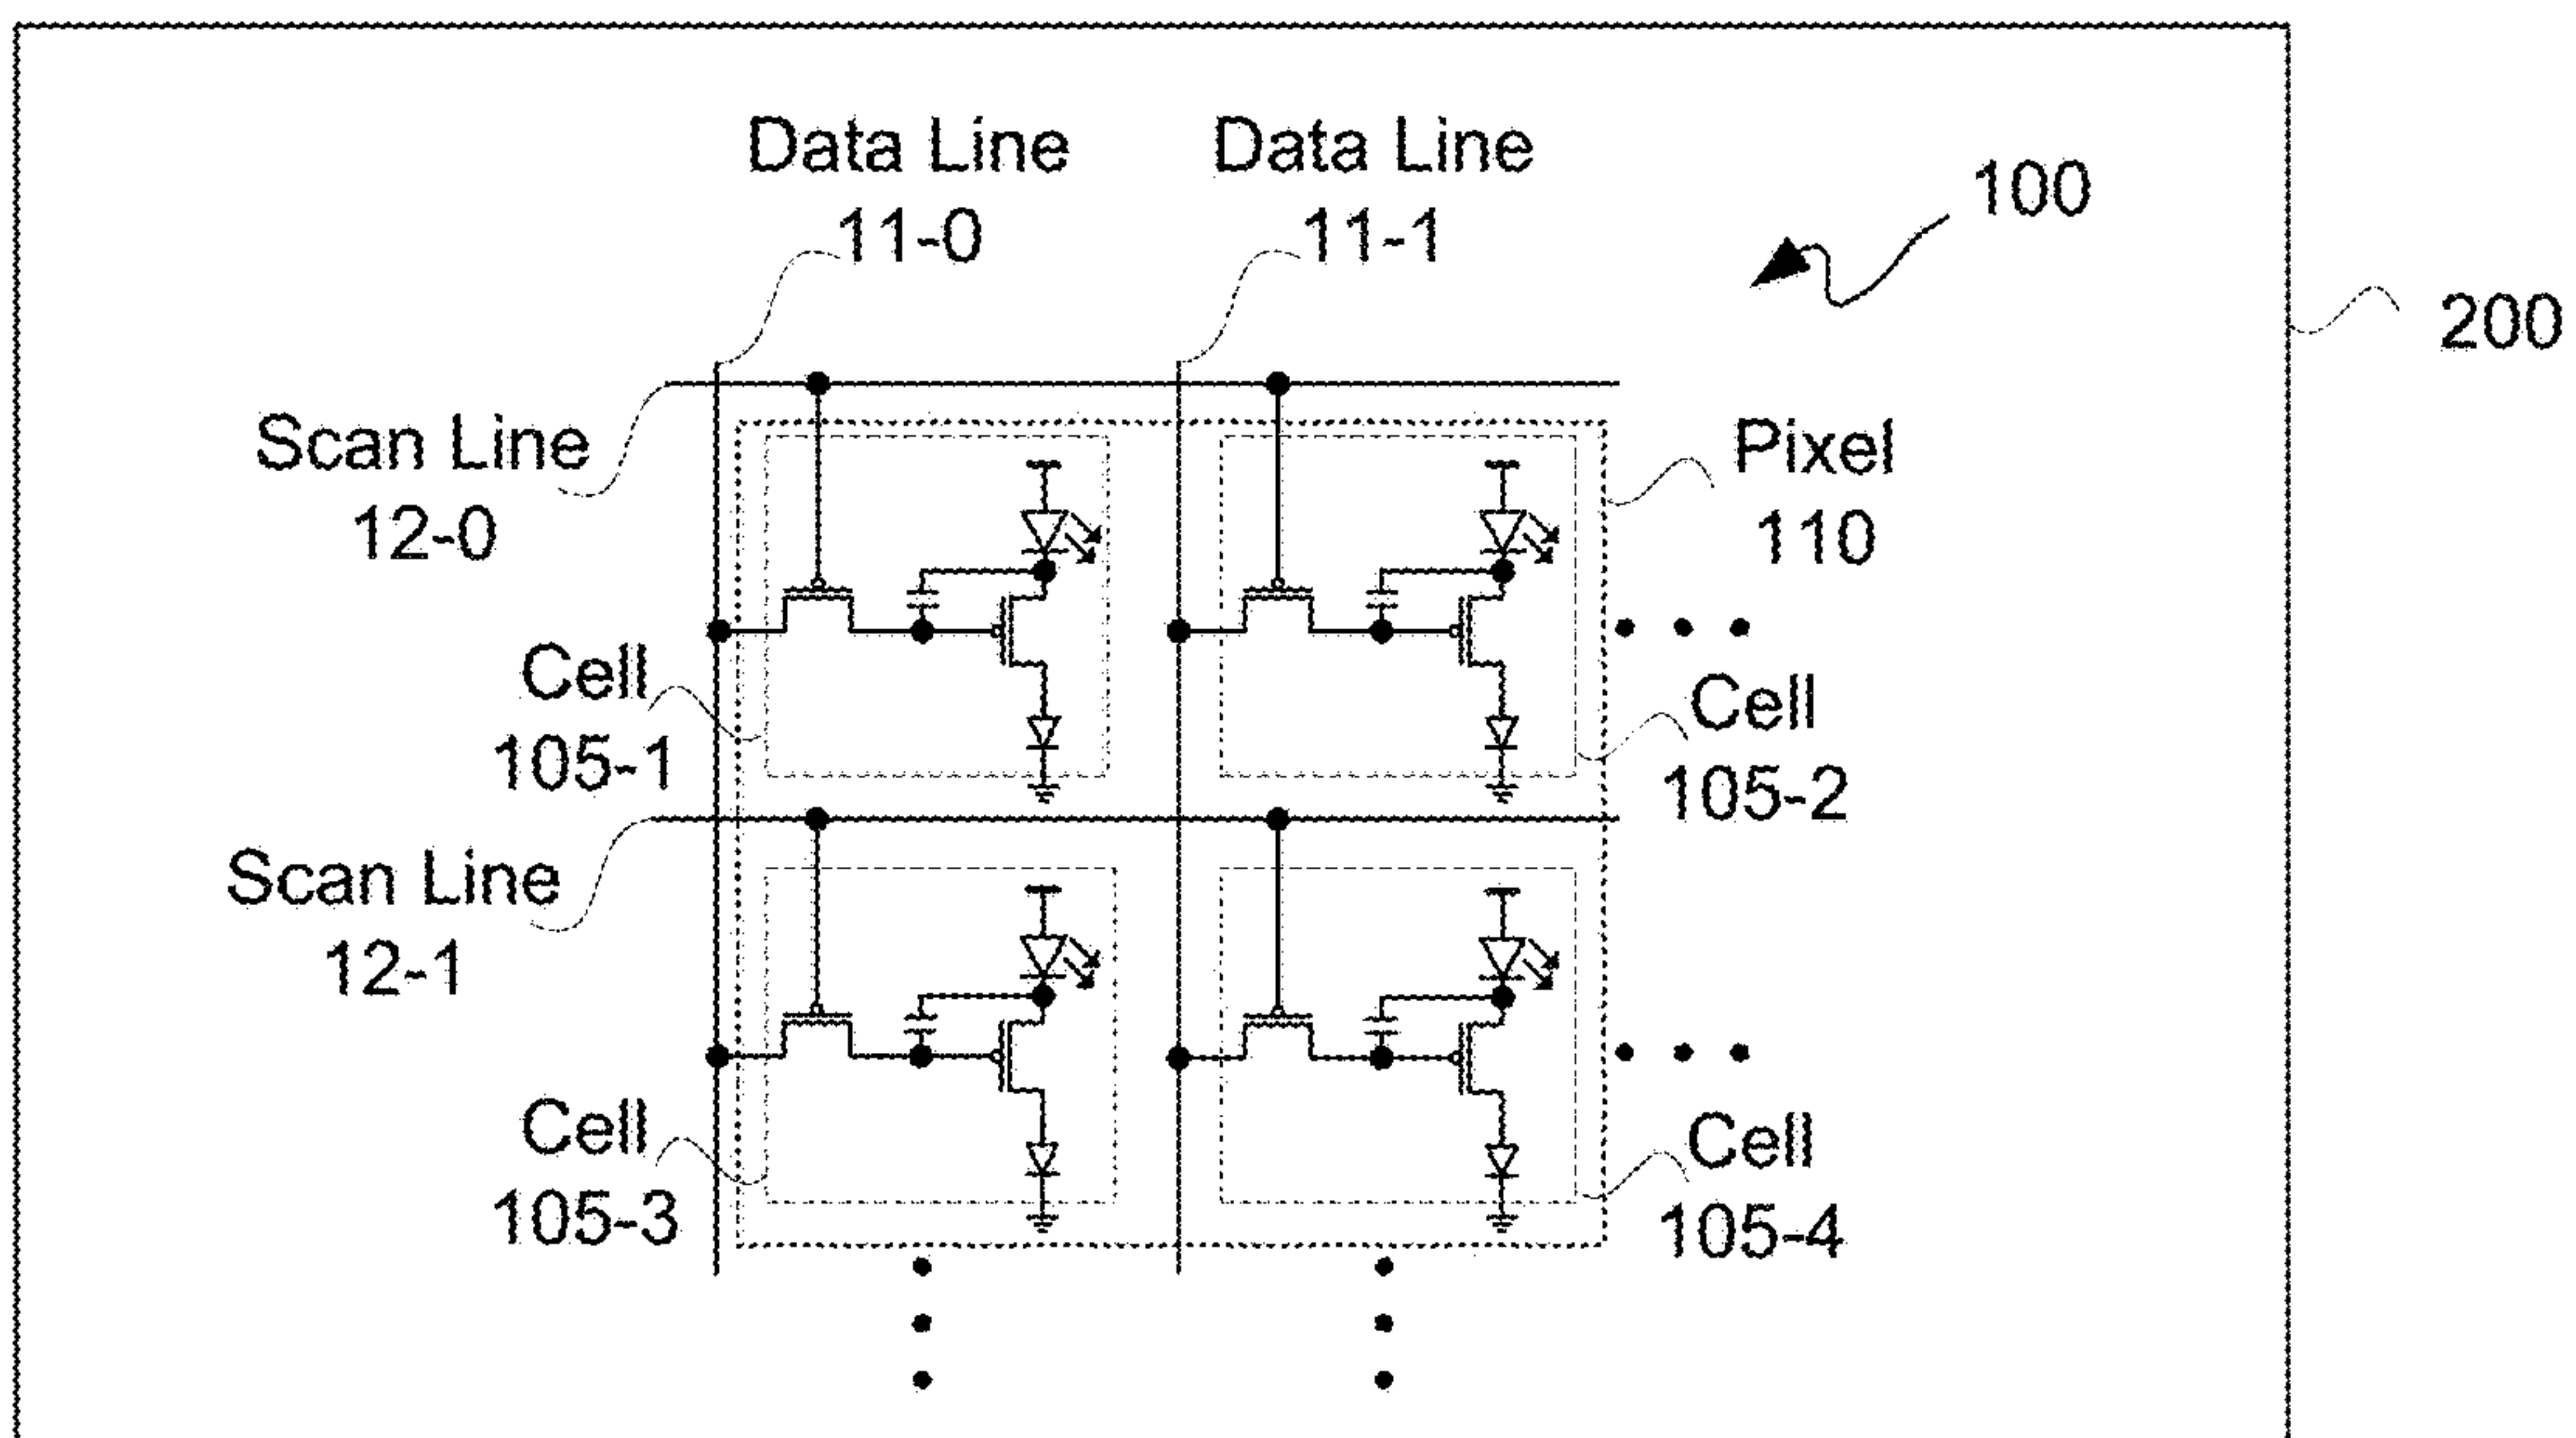 Data Line
11-0
Data Line
11-1
100
200
Scan Line
12-0
Pixel
110
Cell
105-1
Cell
105-2
Scan Line
12-1
Cell
105-3
Cell
105-4